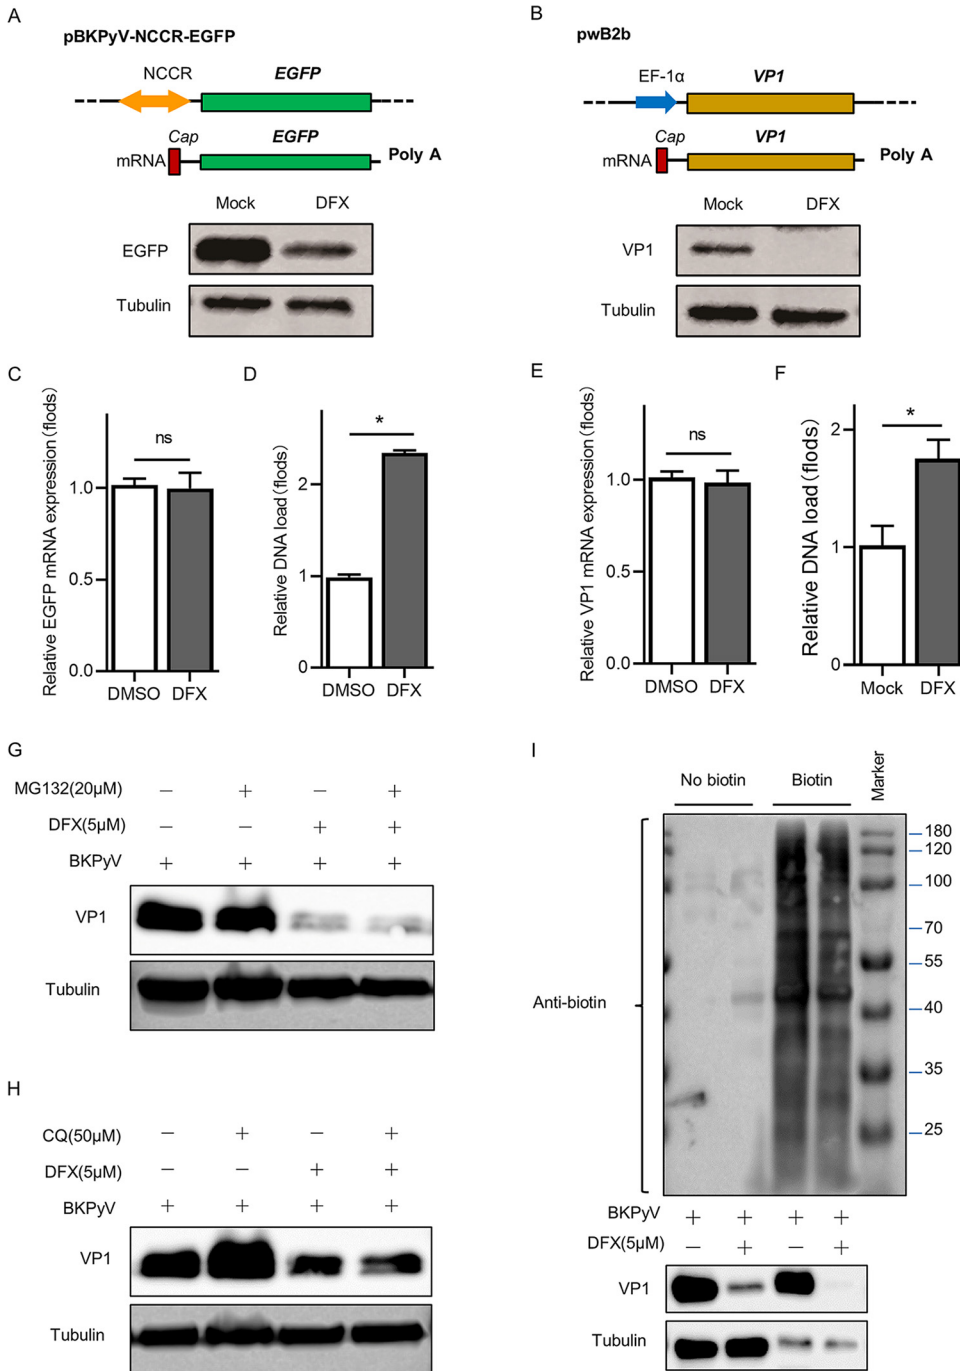 A
pBKPyV-NCCR-EGFP
NCCR
EGFP
Cap
EGFP
mRNA
Poly A
Mock
DFX
EGFP
Tubulin
B
pwB2b
EF-1α
VP1
Cap
VP1
mRNA
Poly A
Mock
DFX
VP1
Tubulin
C
Relative EGFP mRNA expression(flods)
ns
1.0
0.5
0.0
DMSO
DFX
D
Relative DNA load(flods)
*
2
1
0
DMSO
DFX
E
Relative VP1 mRNA expression(flods)
ns
1.0
0.5
0.0
DMSO
DFX
F
Relative DNA load(flods)
*
2
1
0
Mock
DFX
G
MG132(20μM) − + − +
DFX(5μM) − − + +
BKPyV + + + +
VP1
Tubulin
H
CQ(50μM) − + − +
DFX(5μM) − − + +
BKPyV + + + +
VP1
Tubulin
I
No biotin
Biotin
Marker
180
120
100
70
55
40
35
25
Anti-biotin
BKPyV + + + +
DFX(5μM) − + − +
VP1
Tubulin